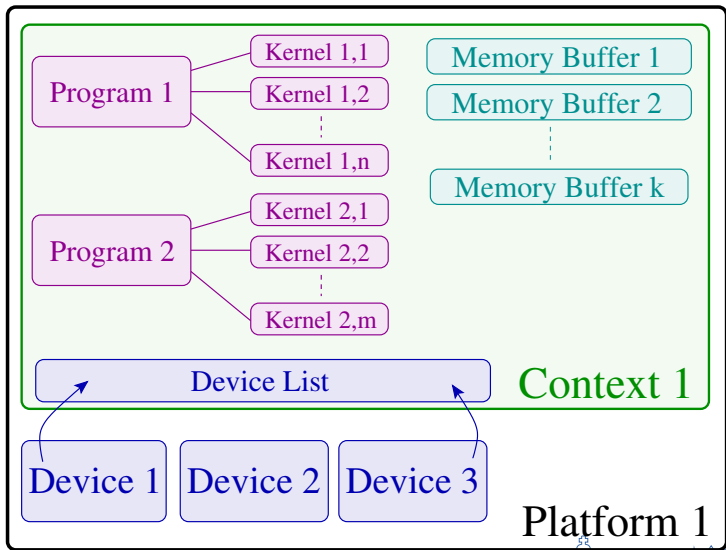 Program 1
Kernel 1,1
Kernel 1,2
Kernel 1,n
Memory Buffer 1
Memory Buffer 2
Memory Buffer k
Program 2
Kernel 2,1
Kernel 2,2
Kernel 2,m
Device List
Context 1
Device 1
Device 2
Device 3
Platform 1